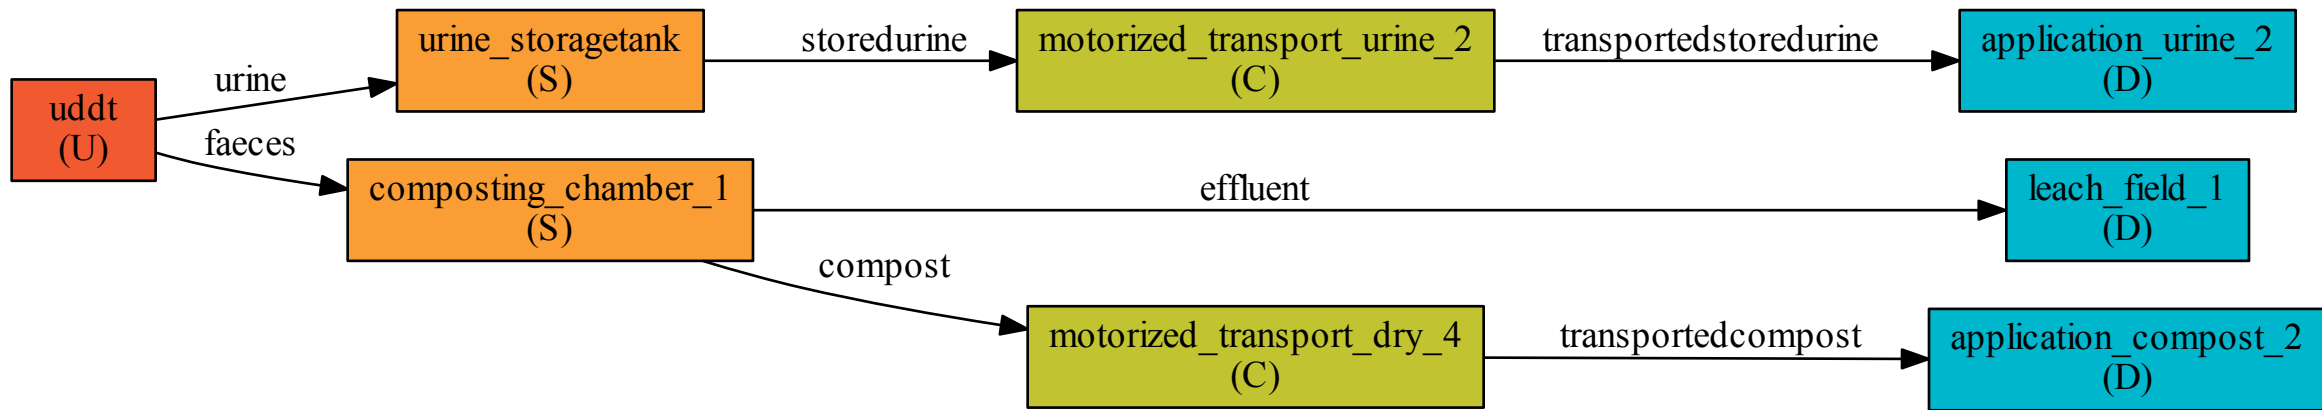 uddt
(U)
urine
faeces
urine_storagetank
(S)
storedurine
motorized_transport_urine_2
(C)
transportedstoredurine
application_urine_2
(D)
composting_chamber_1
(S)
effluent
leach_field_1
(D)
compost
motorized_transport_dry_4
(C)
transportedcompost
application_compost_2
(D)